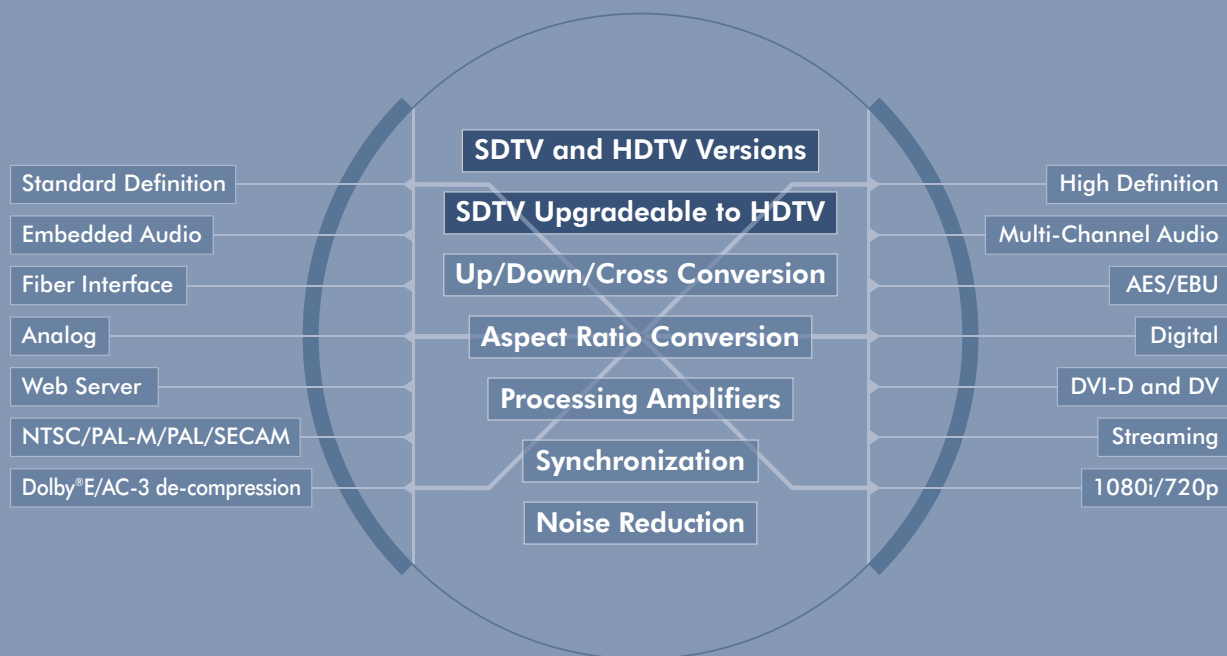 SDTV and HDTV Versions
SDTV Upgradeable to HDTV
Up/Down/Cross Conversion
Aspect Ratio Conversion
Processing Amplifiers
Synchronization
Noise Reduction
Standard Definition
Embedded Audio
Fiber Interface
Analog
Web Server
NTSC/PAL-M/PAL/SECAM
Dolby®E/AC-3 de-compression
High Definition
Multi-Channel Audio
AES/EBU
Digital
DVI-D and DV
Streaming
1080i/720p